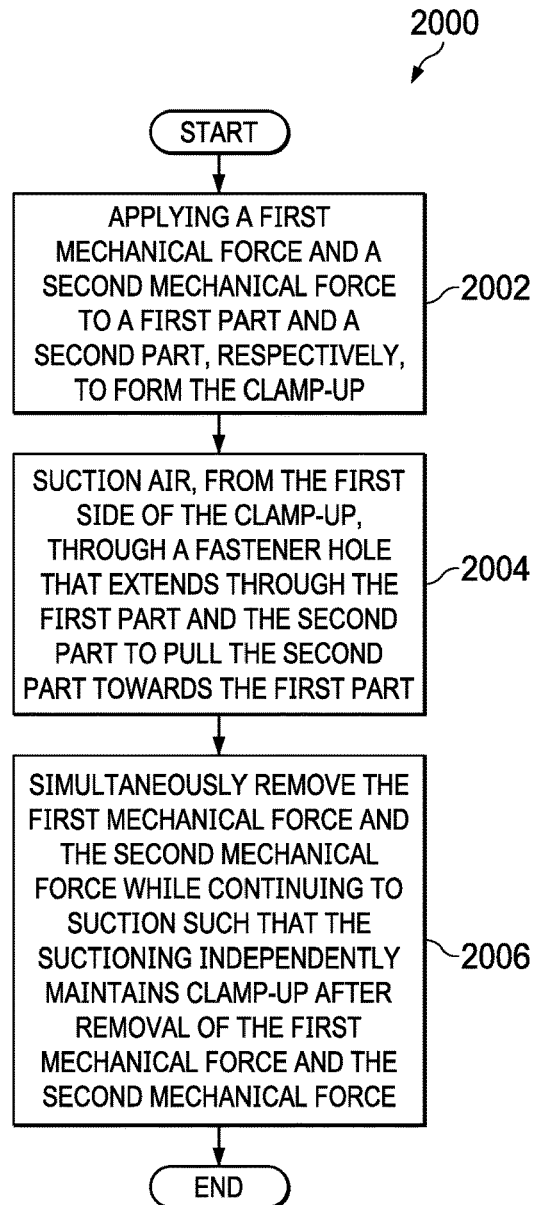 2000
START
APPLYING A FIRST
MECHANICAL FORCE AND A
SECOND MECHANICAL FORCE
TO A FIRST PART AND A
SECOND PART, RESPECTIVELY,
TO FORM THE CLAMP-UP
2002
SUCTION AIR, FROM THE FIRST
SIDE OF THE CLAMP-UP,
THROUGH A FASTENER HOLE
THAT EXTENDS THROUGH THE
FIRST PART AND THE SECOND
PART TO PULL THE SECOND
PART TOWARDS THE FIRST PART
2004
SIMULTANEOUSLY REMOVE THE
FIRST MECHANICAL FORCE AND
THE SECOND MECHANICAL
FORCE WHILE CONTINUING TO
SUCTION SUCH THAT THE
SUCTIONING INDEPENDENTLY
MAINTAINS CLAMP-UP AFTER
REMOVAL OF THE FIRST
MECHANICAL FORCE AND THE
SECOND MECHANICAL FORCE
2006
END